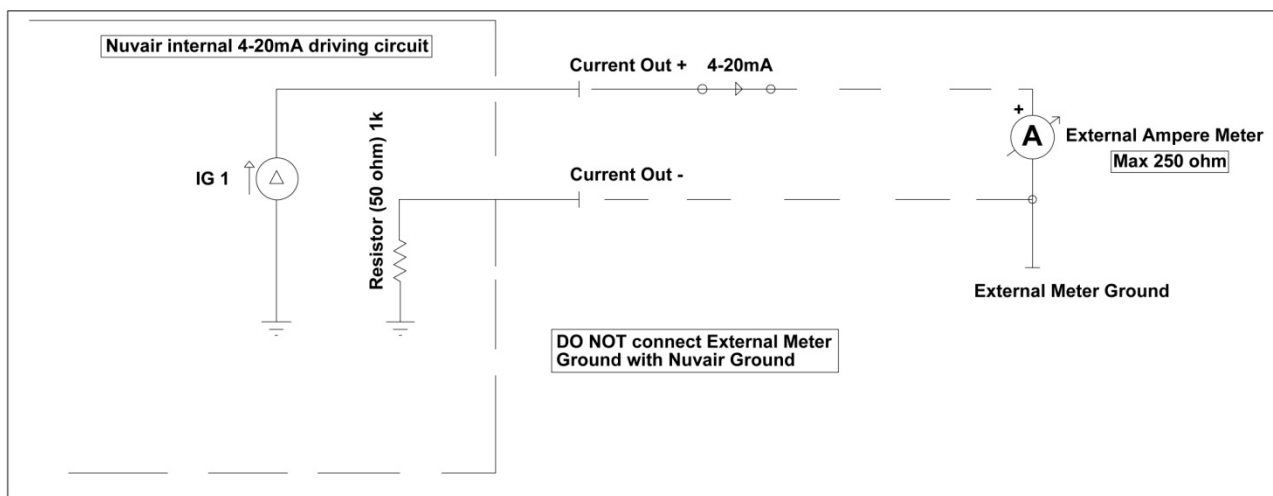 Nuvair internal 4-20mA driving circuit
Current Out + 4-20mA
+
A
External Ampere Meter
Max 250 ohm
IG 1
Resistor (50 ohm) 1k
Current Out -
External Meter Ground
DO NOT connect External Meter
Ground with Nuvair Ground